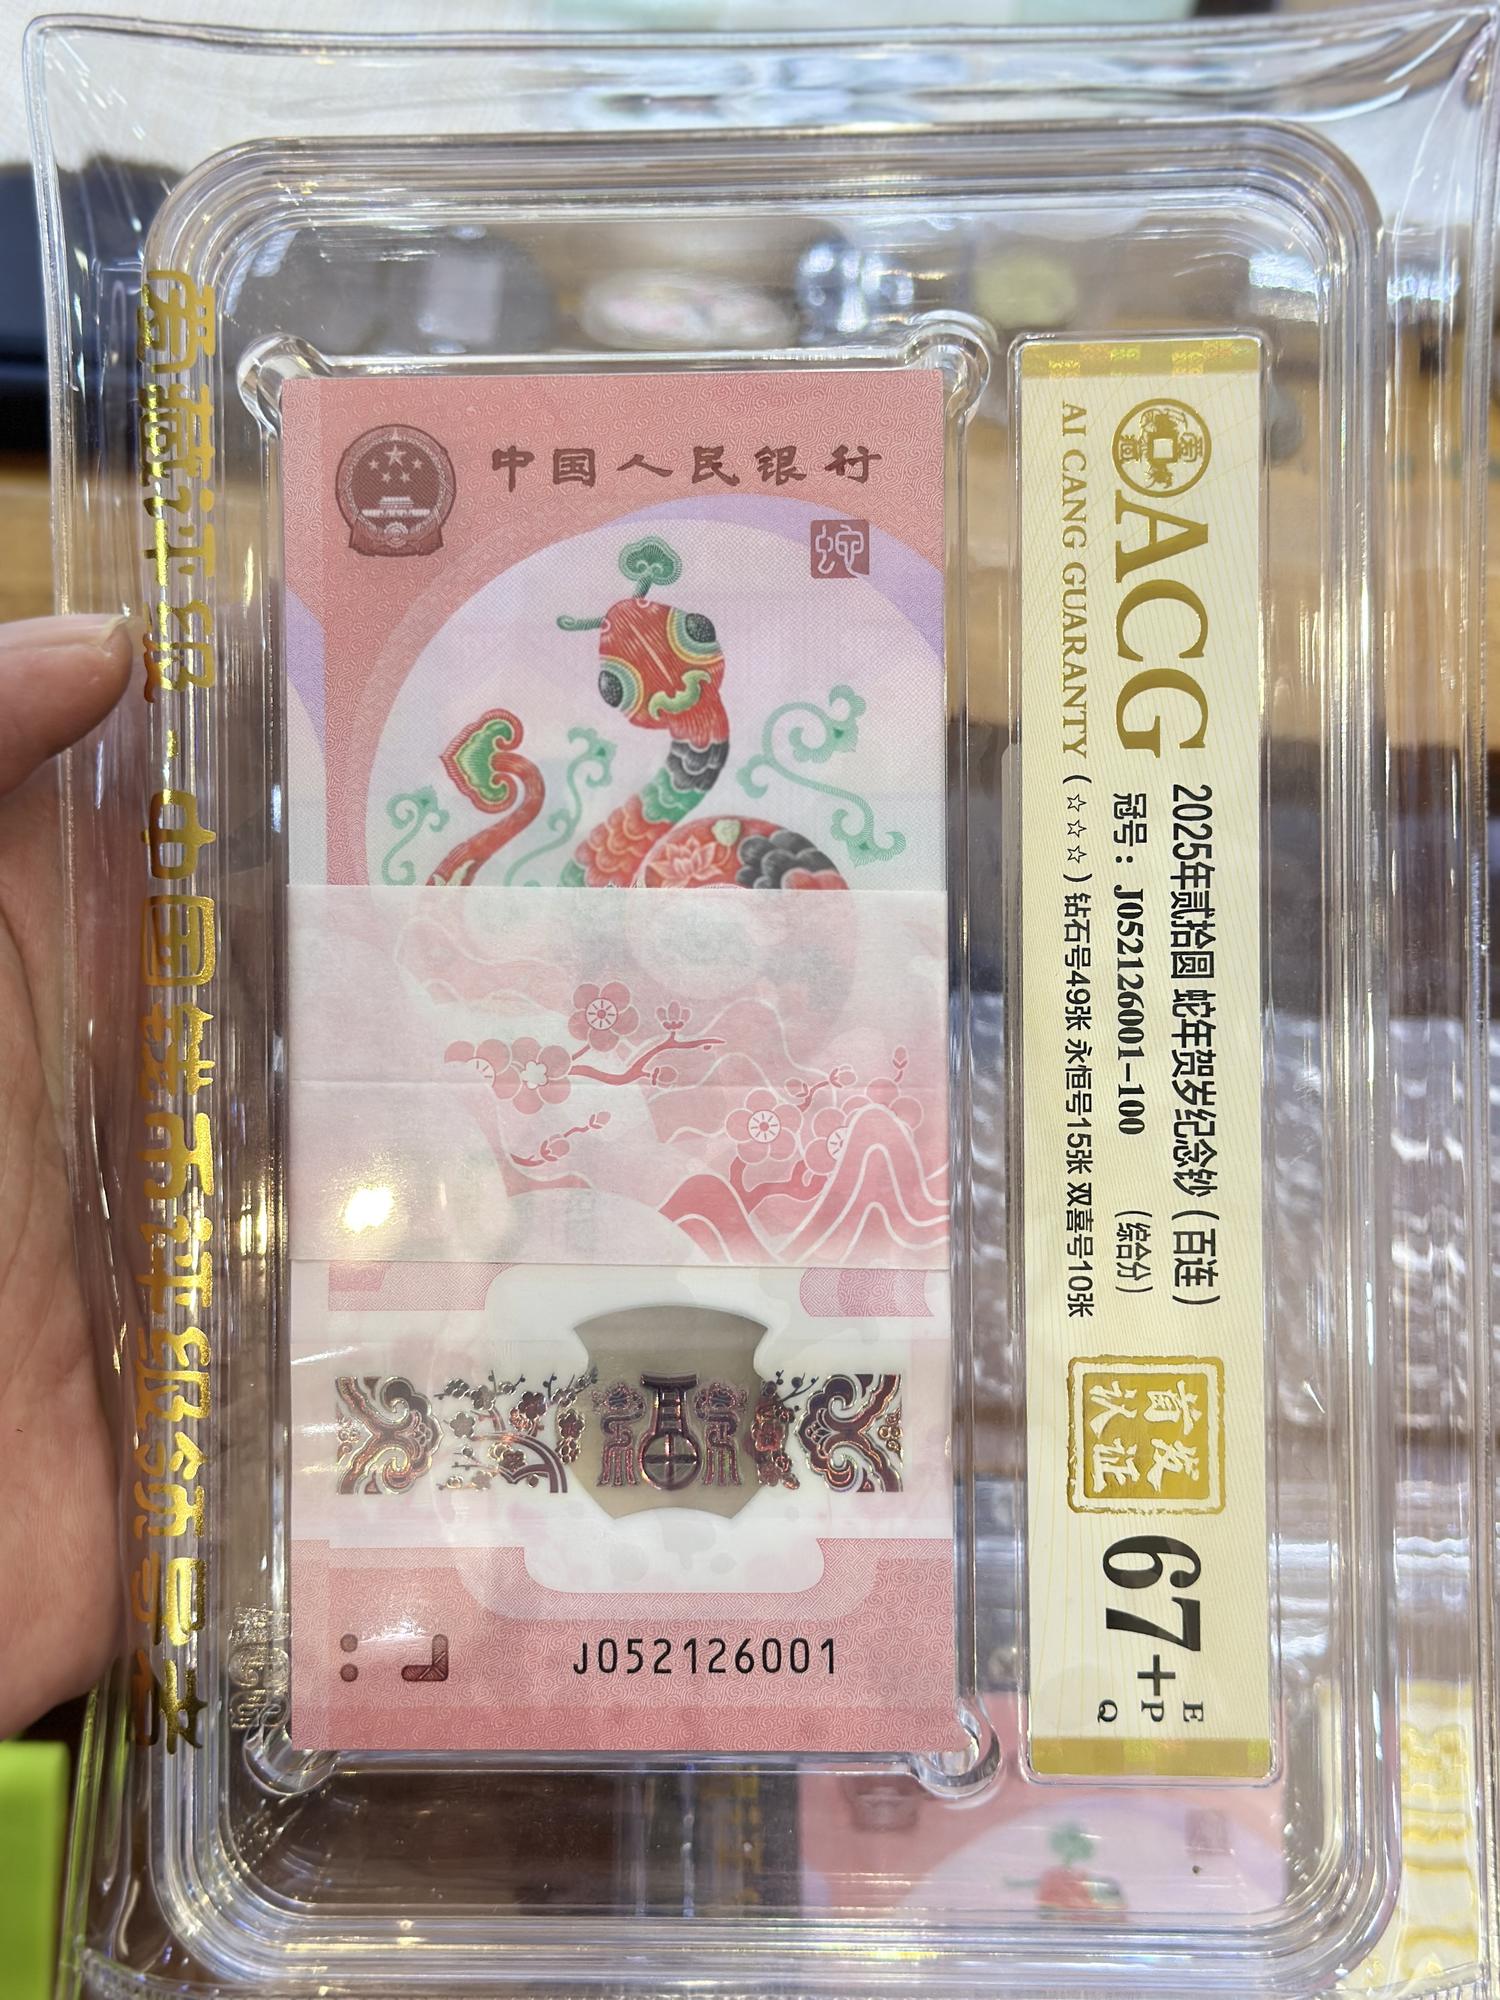 爱藏评级-中国钱币评级领导者
中国人民银行
蛇
J052126001
ACG
AI CANG GUARANTY
2025年贰拾圆 蛇年贺岁纪念钞（百连）
冠号：J052126001-100 （综合分）
（☆☆☆）钻石号49张 永恒号15张 双喜号10张
首发
认证
67+
E
P
Q